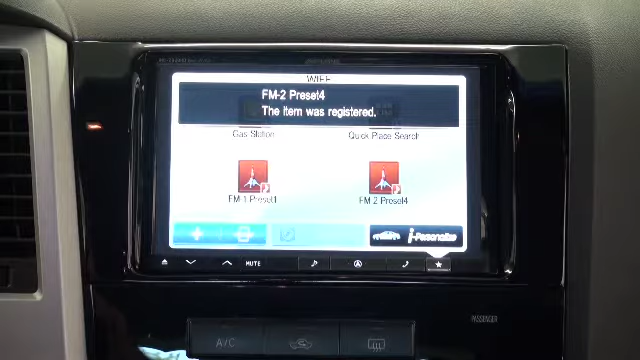 WIFE
FM-2 Preset4
The item was registered.
Gas Station
Quick Place Search
FM-1 Preset1
FM-2 Preset4
i-Personalize
MUTE
PASSENGER
A/C